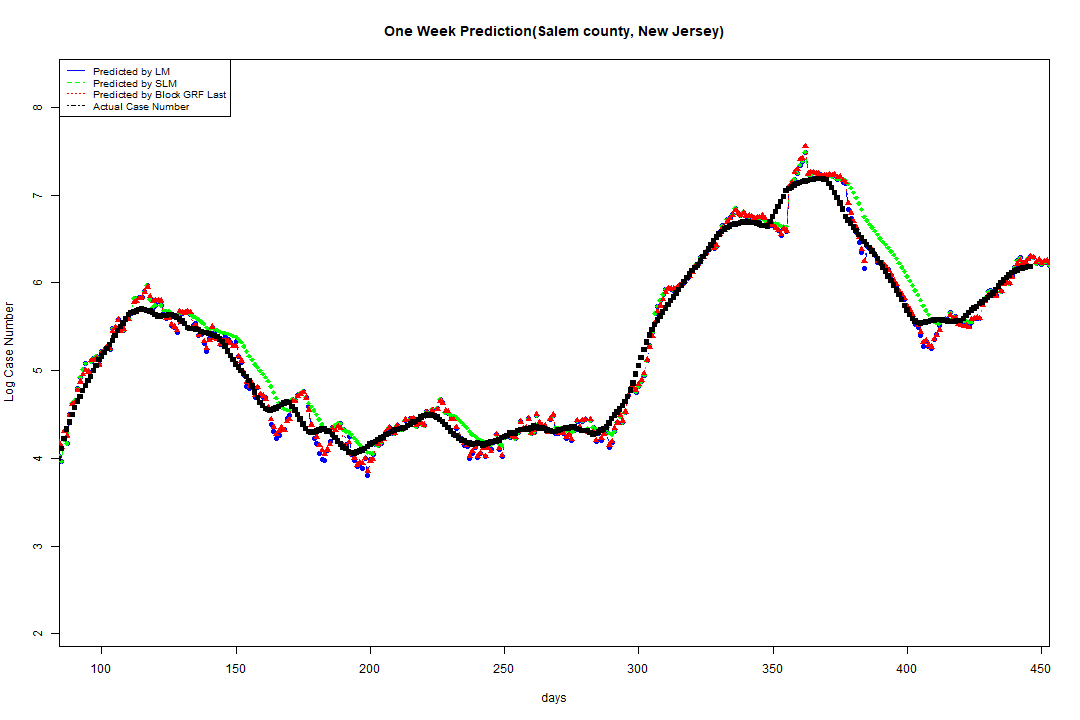 One Week Prediction(Salem county, New Jersey)
Predicted by LM
Predicted by SLM
Predicted by Block GRF Last
Actual Case Number
8
7
6
5
4
3
2
Log Case Number
100 150 200 250 300 350 400 450
days